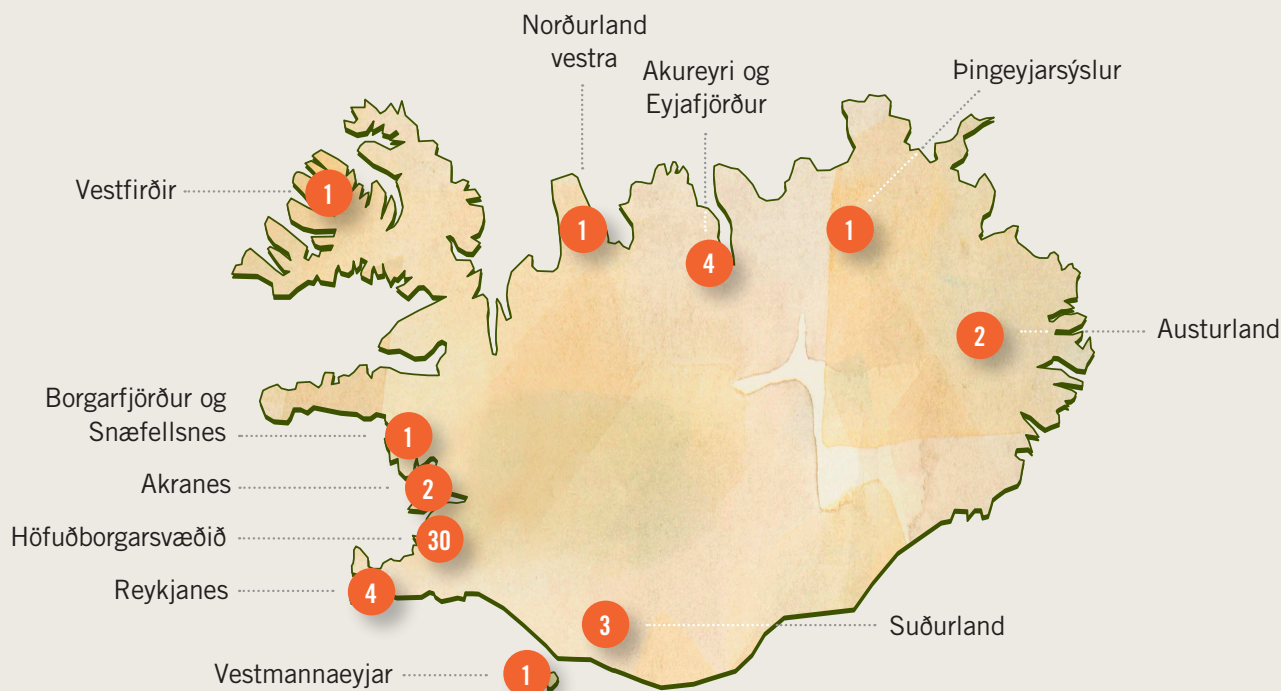 Norðurland
vestra
Akureyri og
Eyjafjörður
Þingeyjarsýslur
Vestfirðir
1
1
4
1
2
Austurland
Borgarfjörður og
Snæfellsnes
1
Akranes
2
Höfuðborgarsvæðið
30
Reykjanes
4
3
Suðurland
Vestmannaeyjar
1